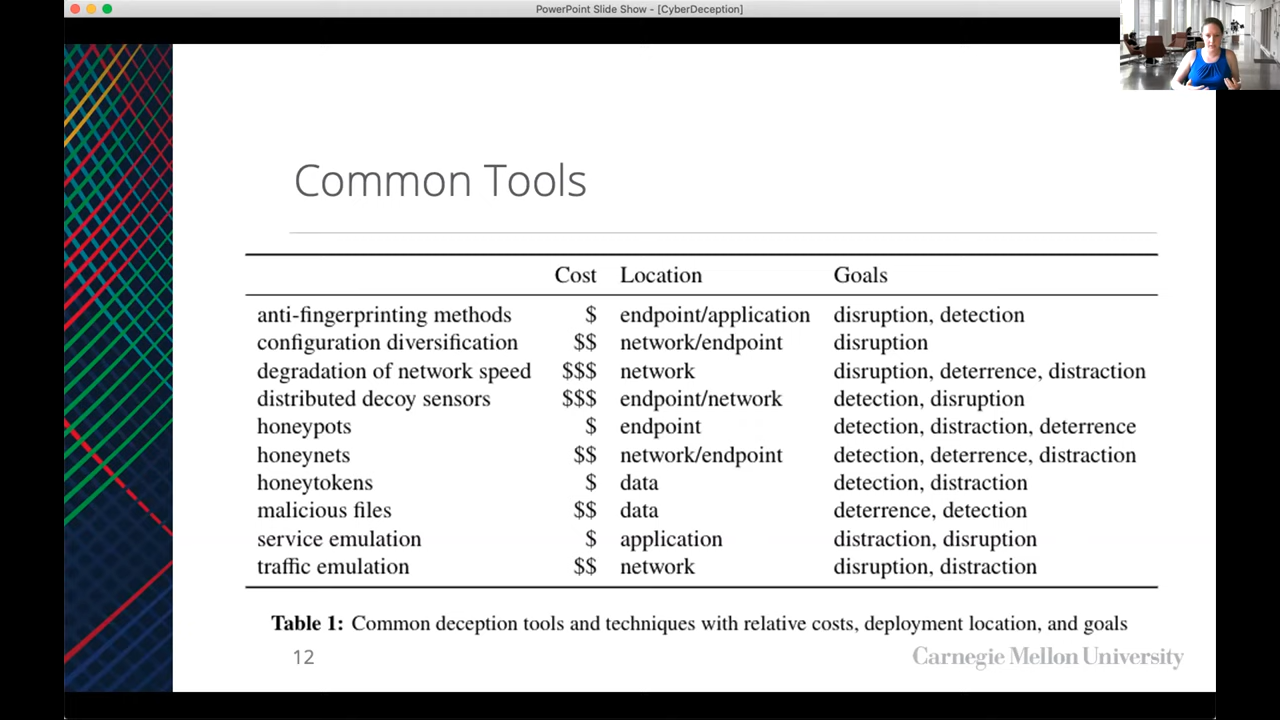 PowerPoint Slide Show - [CyberDeception]
Common Tools
Cost Location Goals
anti-fingerprinting methods $ endpoint/application disruption, detection
configuration diversification $$ network/endpoint disruption
degradation of network speed $$$ network disruption, deterrence, distraction
distributed decoy sensors $$$ endpoint/network detection, disruption
honeypots $ endpoint detection, distraction, deterrence
honeynets $$ network/endpoint detection, deterrence, distraction
honeytokens $ data detection, distraction
malicious files $$ data deterrence, detection
service emulation $ application distraction, disruption
traffic emulation $$ network disruption, distraction
Table 1: Common deception tools and techniques with relative costs, deployment location, and goals
12
Carnegie Mellon University